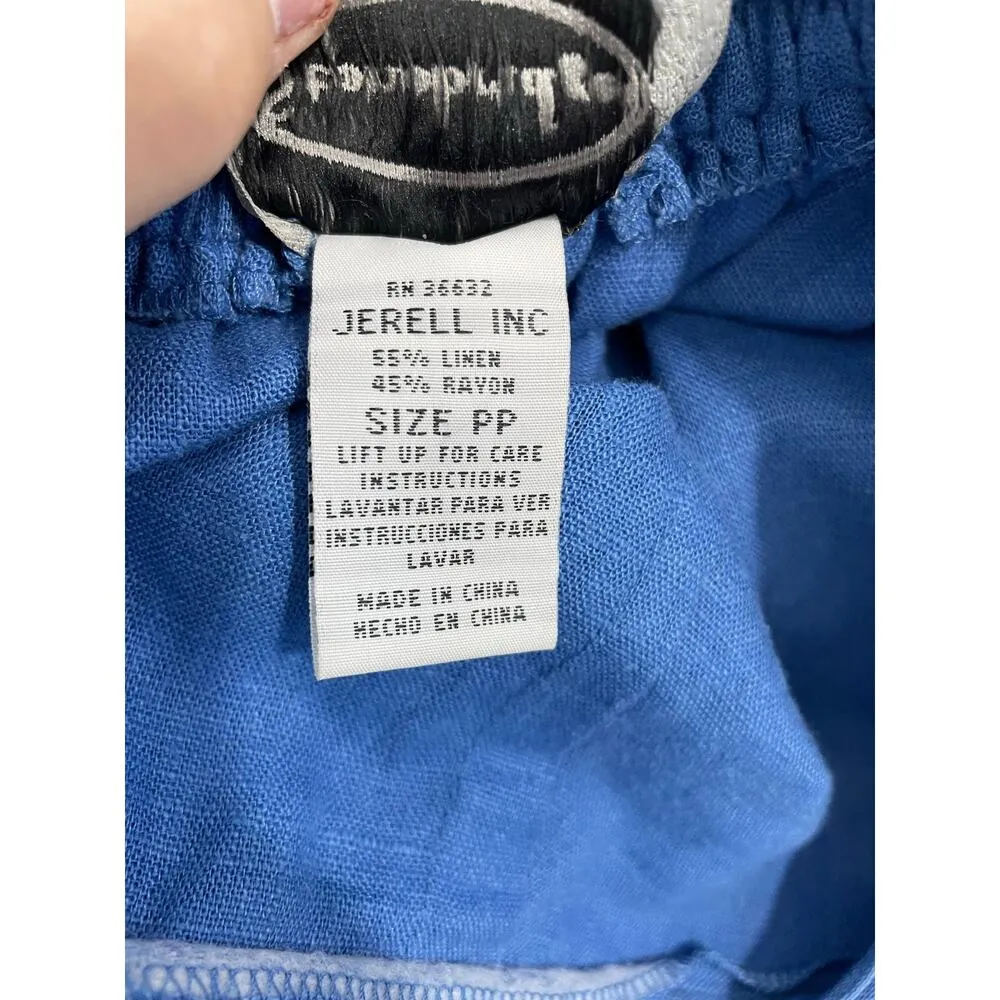 RN 36632
JERELL INC
55% LINEN
45% RAYON
SIZE PP
LIFT UP FOR CARE
INSTRUCTIONS
LAVANTAR PARA VER
INSTRUCCIONES PARA
LAVAR
MADE IN CHINA
HECHO EN CHINA